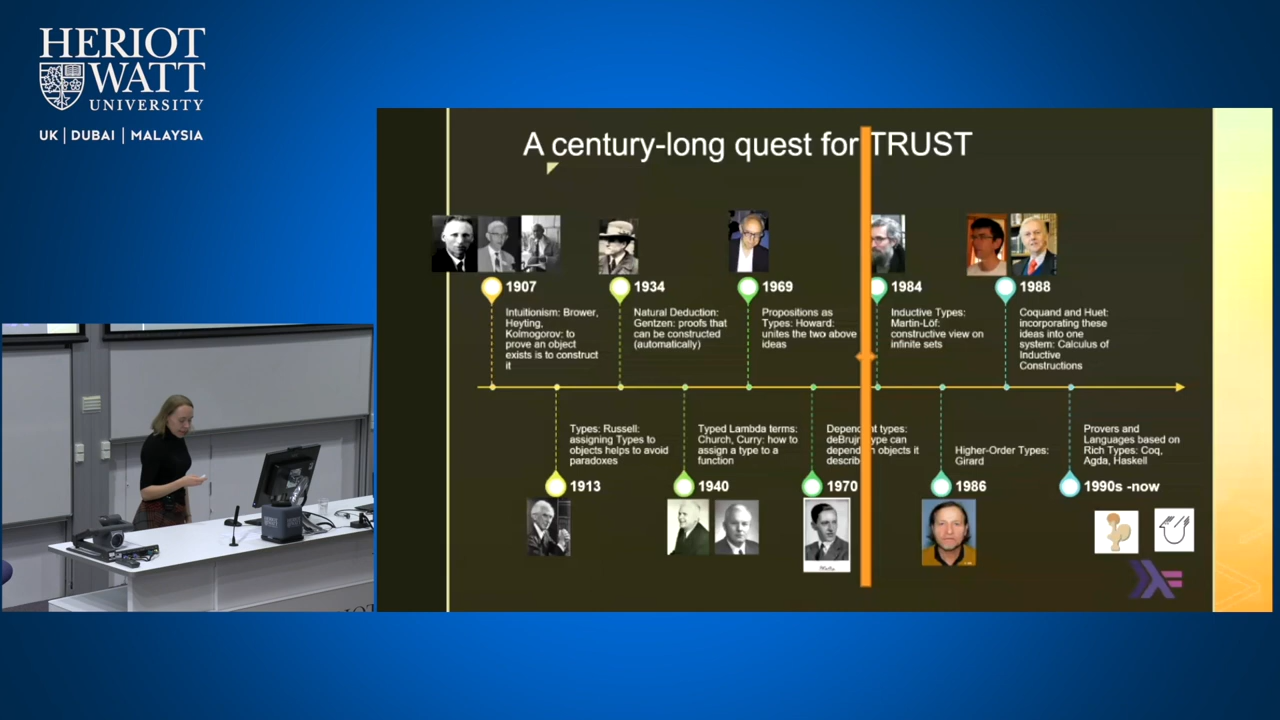 HERIOT
WATT
UNIVERSITY
UK | DUBAI | MALAYSIA
A century-long quest for TRUST
1907
Intuitionism: Brower,
Heyting,
Kolmogorov: to
prove an object
exists is to construct
it
1934
Natural Deduction:
Gentzen: proofs that
can be constructed
(automatically)
1969
Propositions as
Types: Howard:
unites the two above
ideas
1984
Inductive Types:
Martin-Löf:
constructive view on
infinite sets
1988
Coquand and Huet:
incorporating these
ideas into one
system: Calculus of
Inductive
Constructions
Types: Russell:
assigning Types to
objects helps to avoid
paradoxes
1913
Typed Lambda terms:
Church, Curry: how to
assign a type to a
function
1940
types:
can
objects it
1970
Higher-Order Types:
Girard
1986
Provers and
Languages based on
Rich Types: Coq,
Agda, Haskell
1990s -now